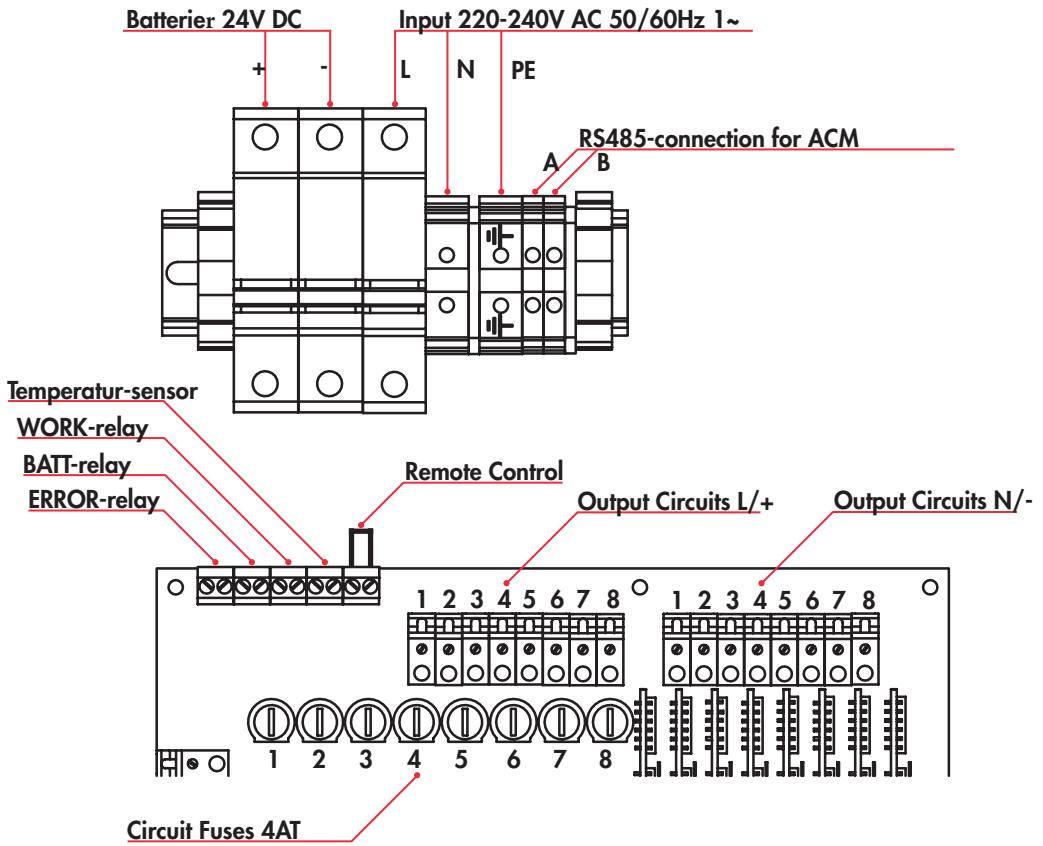 Batterier 24V DC
Input 220-240V AC 50/60Hz 1~
+ - L N PE
RS485-connection for ACM
A B
Temperatur-sensor
WORK-relay
BATT-relay
ERROR-relay
Remote Control
Output Circuits L/+
Output Circuits N/-
1 2 3 4 5 6 7 8
1 2 3 4 5 6 7 8
1 2 3 4 5 6 7 8
Circuit Fuses 4AT